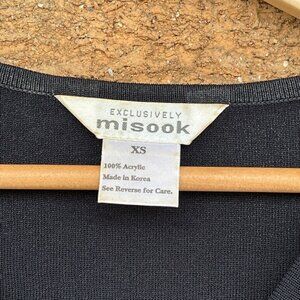 EXCLUSIVELY
misook
XS
100% Acrylic
Made in Korea
See Reverse for Care.